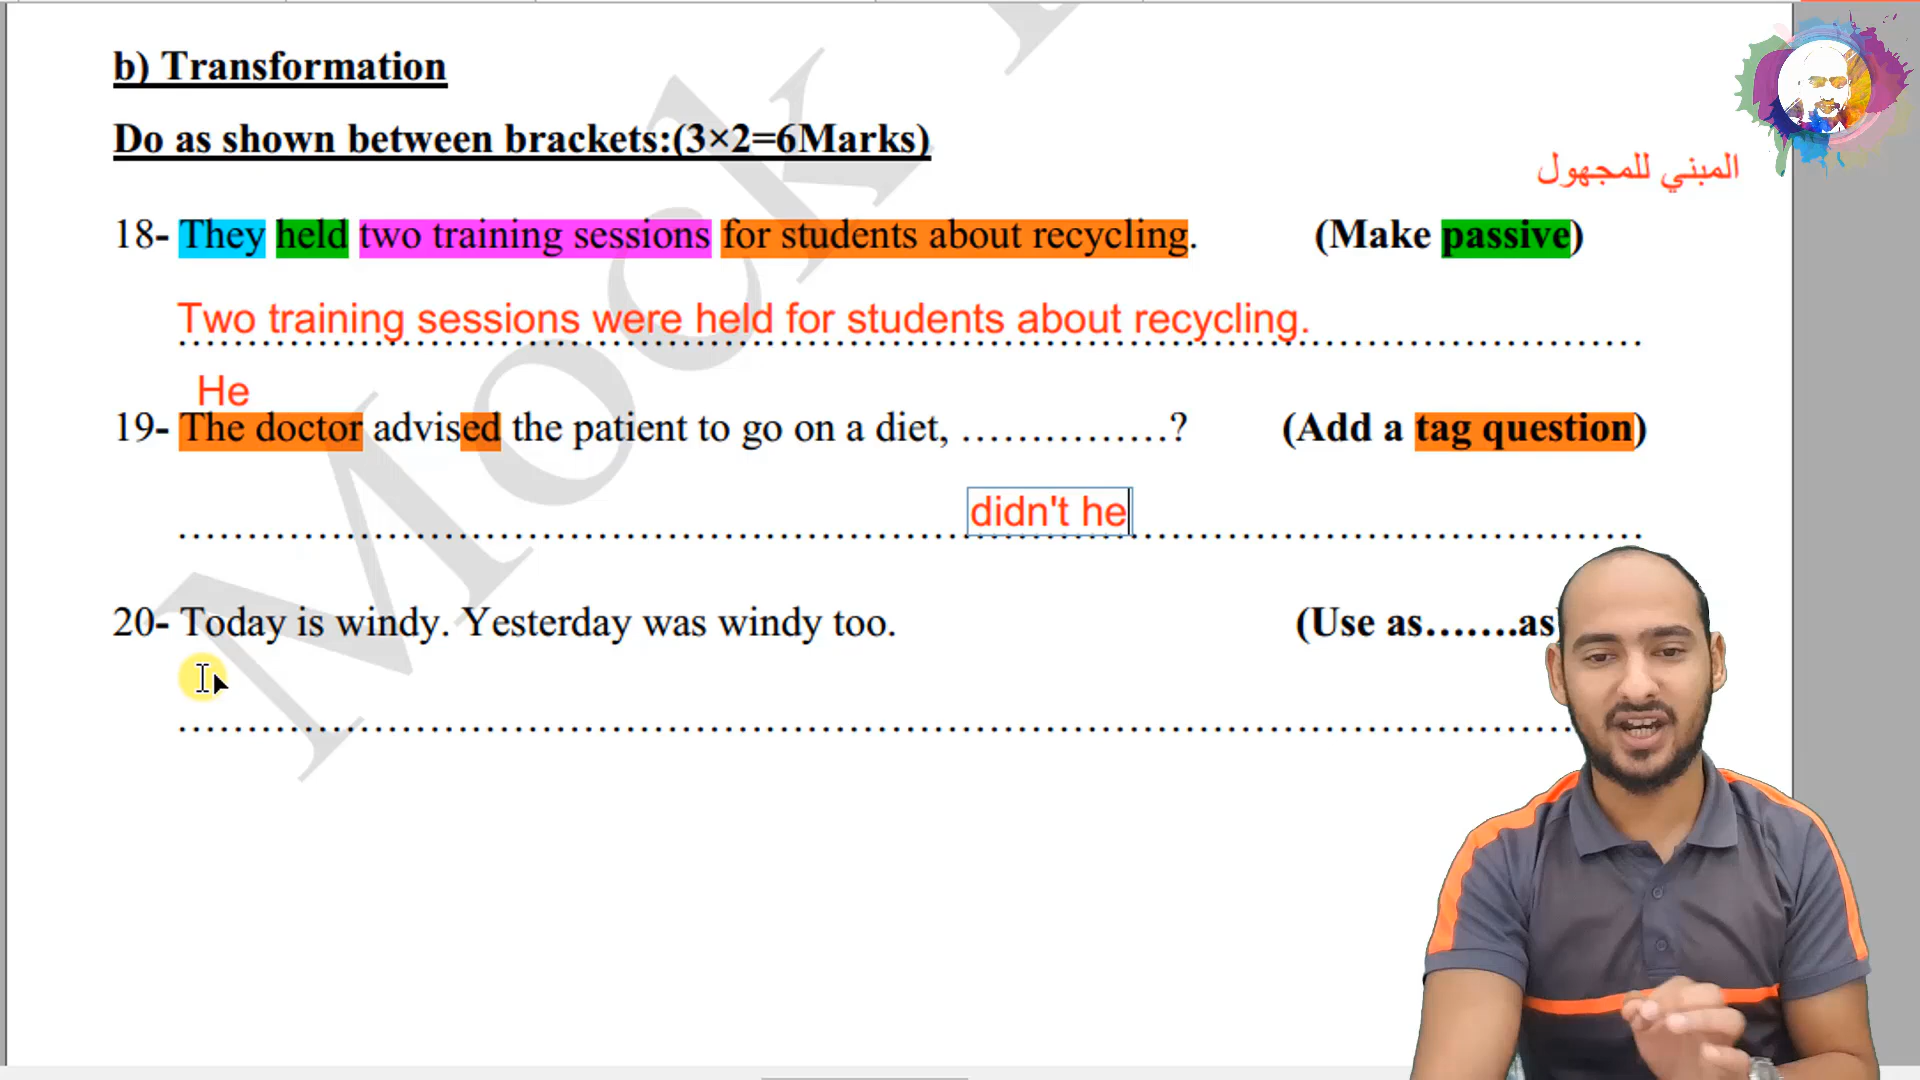 b) Transformation
Do as shown between brackets:(3×2=6Marks)
المبني للمجهول
18- They held two training sessions for students about recycling. (Make passive)
Two training sessions were held for students about recycling.
He
19- The doctor advised the patient to go on a diet, ...............? (Add a tag question)
didn't he
20- Today is windy. Yesterday was windy too. (Use as.......as
Mock